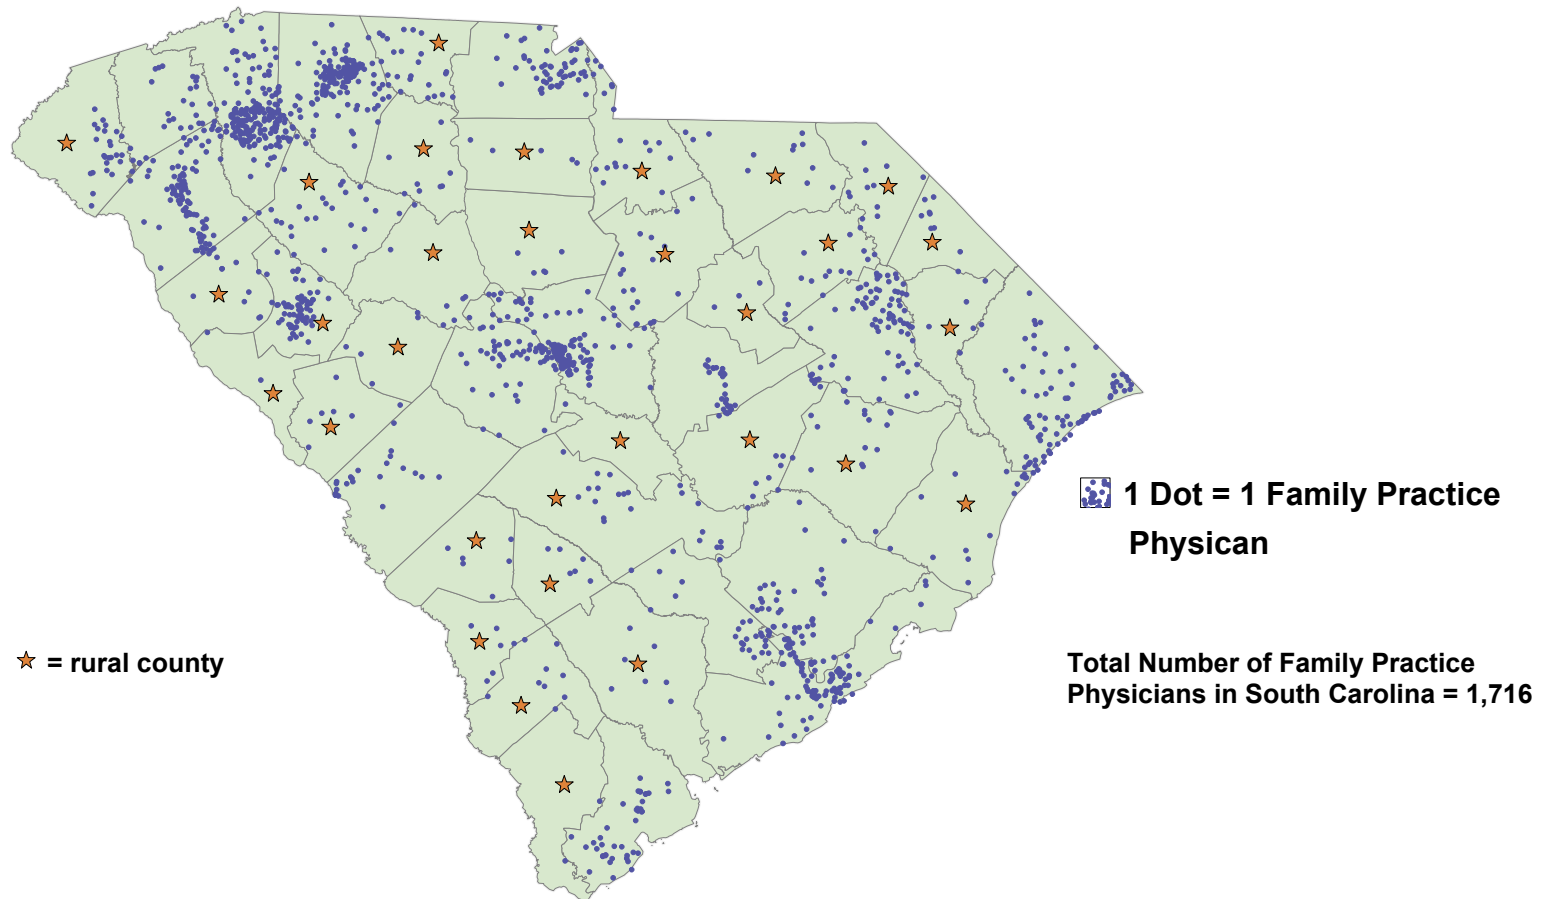 1 Dot = 1 Family Practice
Physican
= rural county
Total Number of Family Practice
Physicians in South Carolina = 1,716